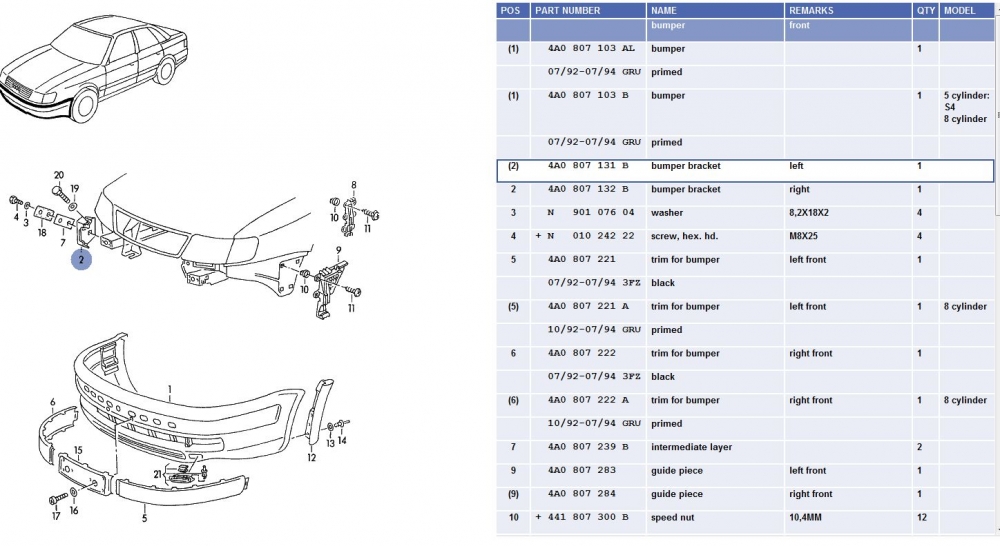 20
19
4
3
18
7
2
8
10
11
9
10
11
1
6
15
12
13
14
21
17
16
5
POS PART NUMBER NAME REMARKS QTY MODEL
bumper front
(1) 4A0 807 103 AL bumper 1
07/92-07/94 GRU primed
(1) 4A0 807 103 B bumper 1 5 cylinder:
S4
8 cylinder
07/92-07/94 GRU primed
(2) 4A0 807 131 B bumper bracket left 1
2 4A0 807 132 B bumper bracket right 1
3 N 901 076 04 washer 8,2X18X2 4
4 + N 010 242 22 screw, hex. hd. M8X25 4
5 4A0 807 221 trim for bumper left front 1
07/92-07/94 3FZ black
(5) 4A0 807 221 A trim for bumper left front 1 8 cylinder
10/92-07/94 GRU primed
6 4A0 807 222 trim for bumper right front 1
07/92-07/94 3FZ black
(6) 4A0 807 222 A trim for bumper right front 1 8 cylinder
10/92-07/94 GRU primed
7 4A0 807 239 B intermediate layer 2
9 4A0 807 283 guide piece left front 1
(9) 4A0 807 284 guide piece right front 1
10 + 441 807 300 B speed nut 10,4MM 12